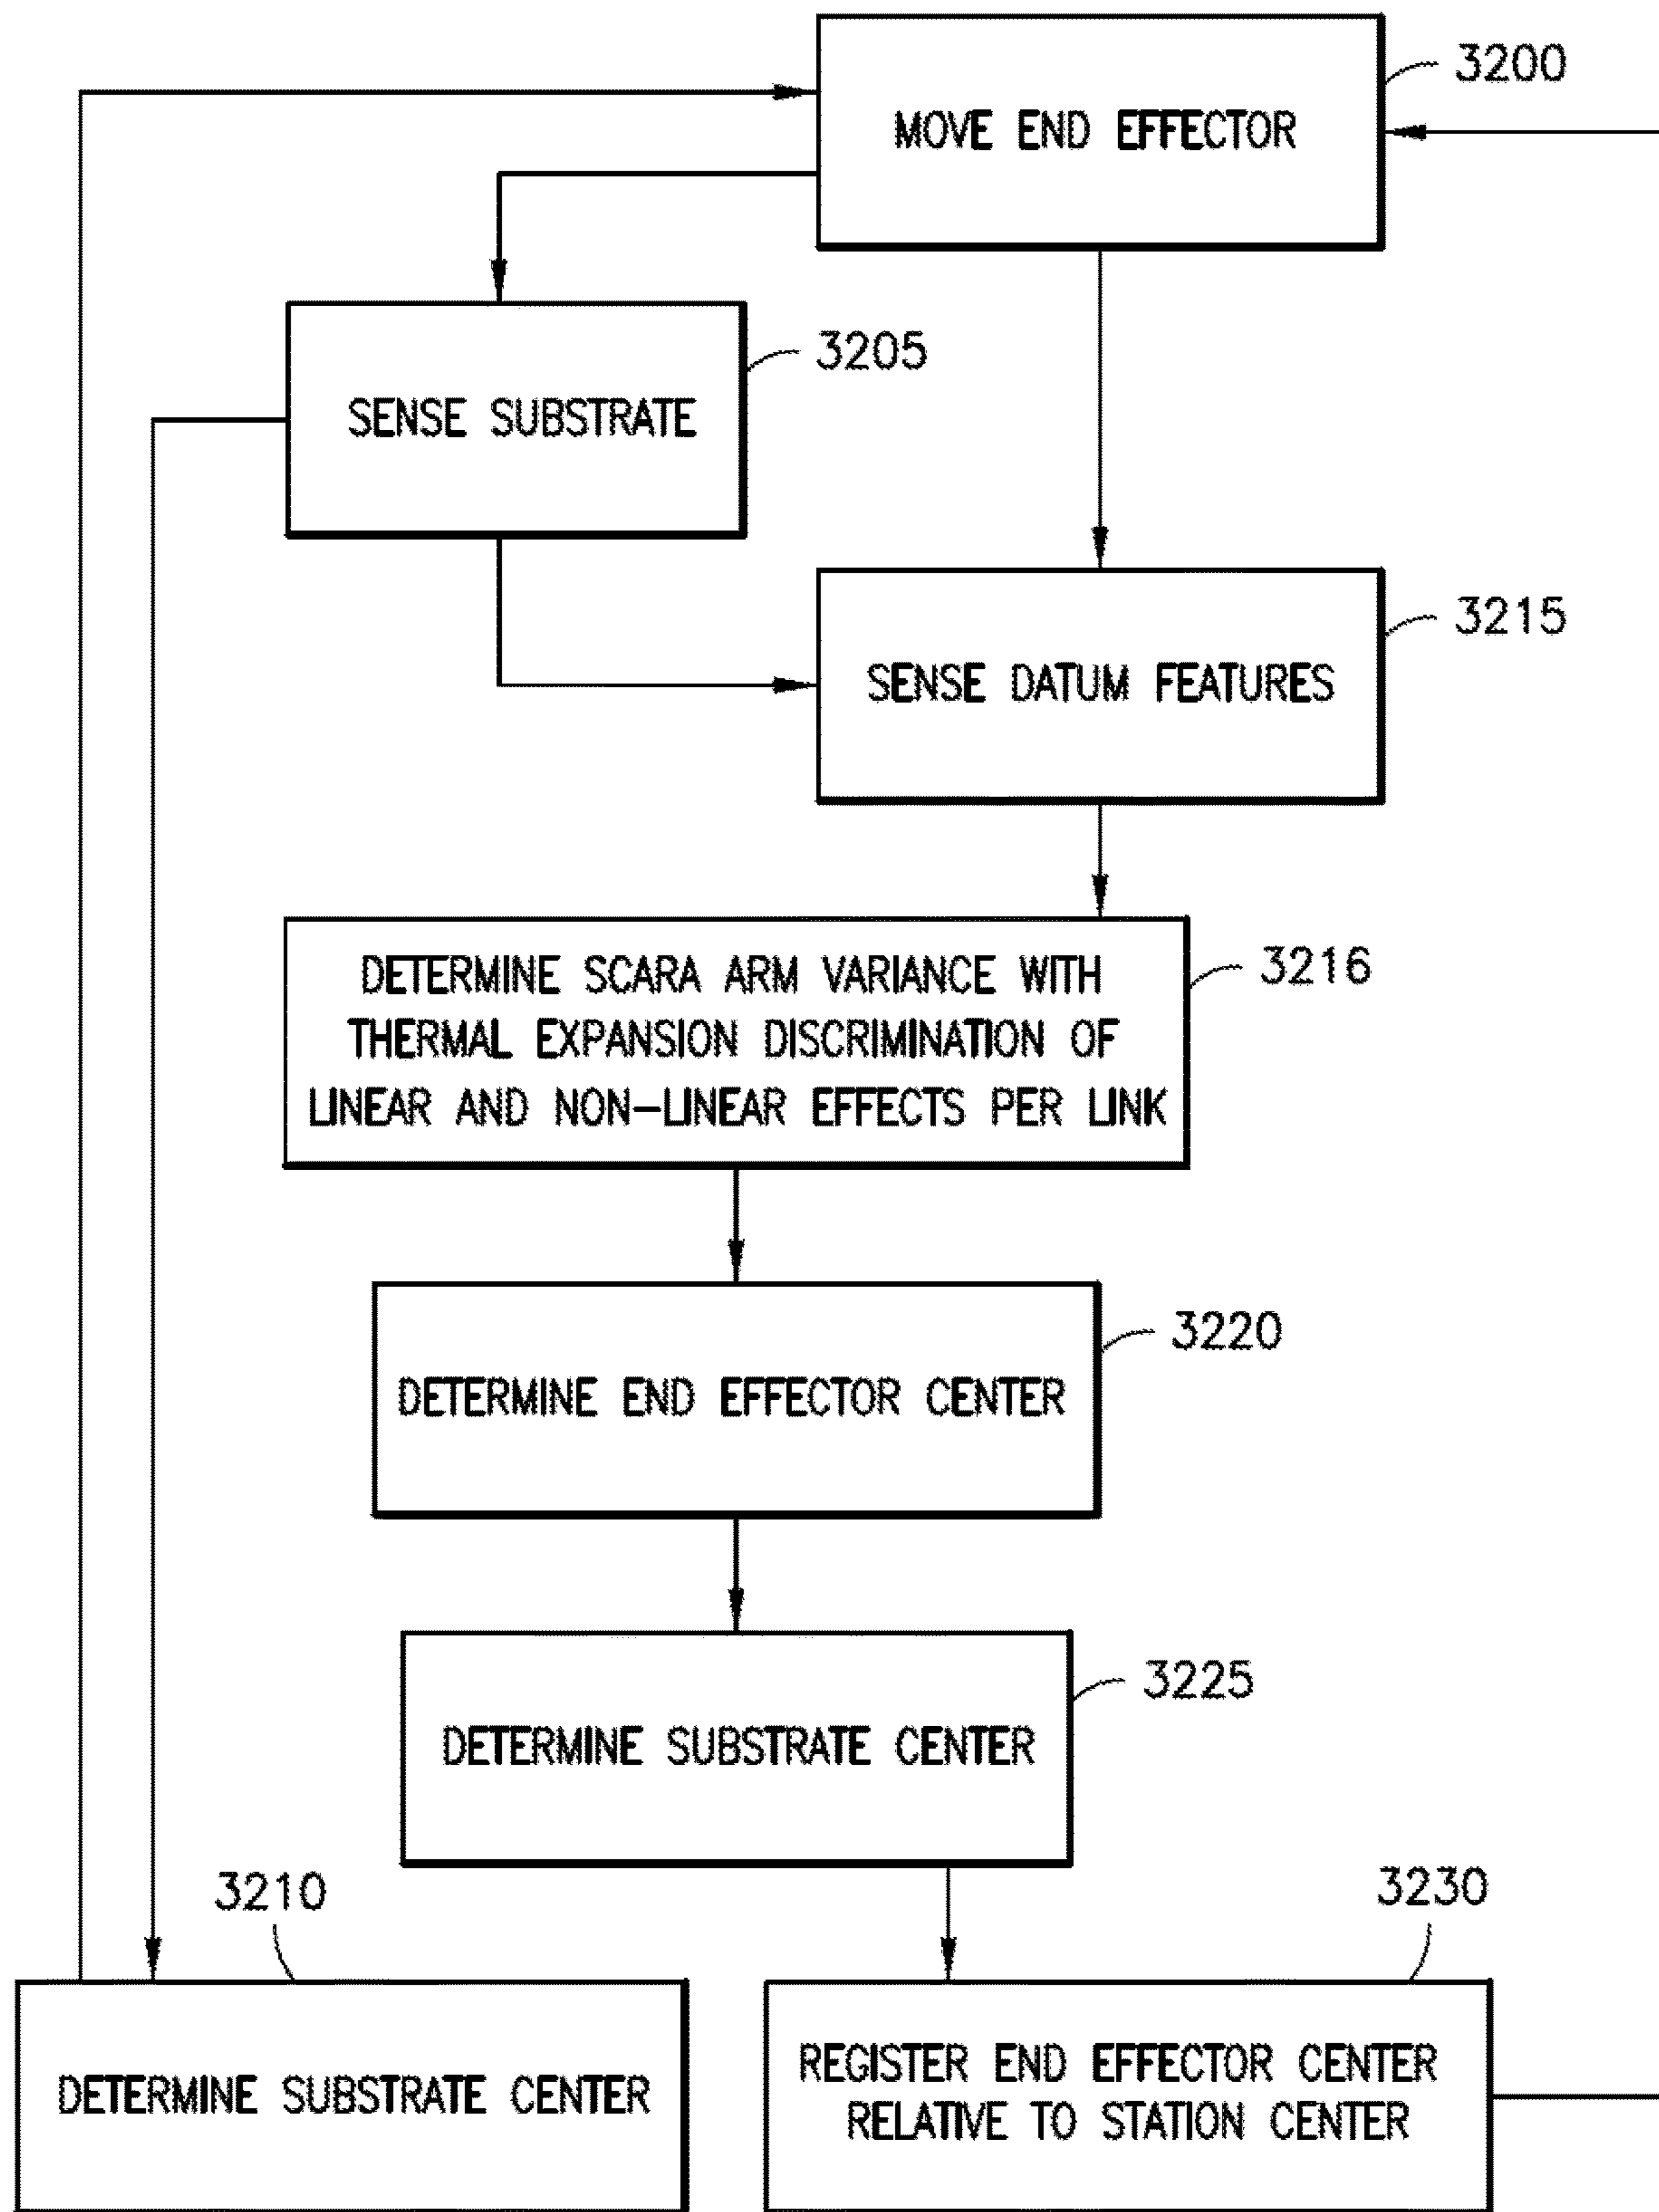 3200
MOVE END EFFECTOR
3205
SENSE SUBSTRATE
3215
SENSE DATUM FEATURES
3216
DETERMINE SCARA ARM VARIANCE WITH
THERMAL EXPANSION DISCRIMINATION OF
LINEAR AND NON-LINEAR EFFECTS PER LINK
3220
DETERMINE END EFFECTOR CENTER
3225
DETERMINE SUBSTRATE CENTER
3210
DETERMINE SUBSTRATE CENTER
3230
REGISTER END EFFECTOR CENTER
RELATIVE TO STATION CENTER